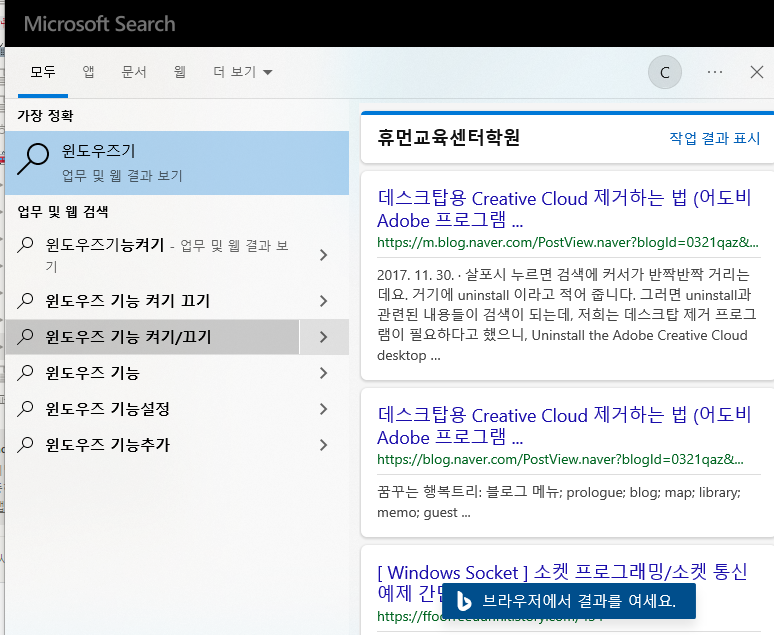 Microsoft Search
모두 앱 문서 웹 더 보기
C
가장 정확
윈도우즈기
업무 및 웹 결과 보기
업무 및 웹 검색
윈도우즈기능켜기 - 업무 및 웹 결과 보
기
윈도우즈 기능 켜기 끄기
윈도우즈 기능 켜기/끄기
윈도우즈 기능
윈도우즈 기능설정
윈도우즈 기능추가
휴먼교육센터학원 작업 결과 표시
데스크탑용 Creative Cloud 제거하는 법 (어도비
Adobe 프로그램 ...
https://m.blog.naver.com/PostView.naver?blogId=0321qaz&...
2017. 11. 30. · 살포시 누르면 검색에 커서가 반짝반짝 거리는
데요. 거기에 uninstall 이라고 적어 줍니다. 그러면 uninstall과
관련된 내용들이 검색이 되는데, 저희는 데스크탑 제거 프로그
램이 필요하다고 했으니, Uninstall the Adobe Creative Cloud
desktop ...
데스크탑용 Creative Cloud 제거하는 법 (어도비
Adobe 프로그램 ...
https://blog.naver.com/PostView.naver?blogId=0321qaz&...
꿈꾸는 행복트리: 블로그 메뉴; prologue; blog; map; library;
memo; guest ...
[ Windows Socket ] 소켓 프로그래밍/소켓 통신
예제
브라우저에서 결과를 여세요.